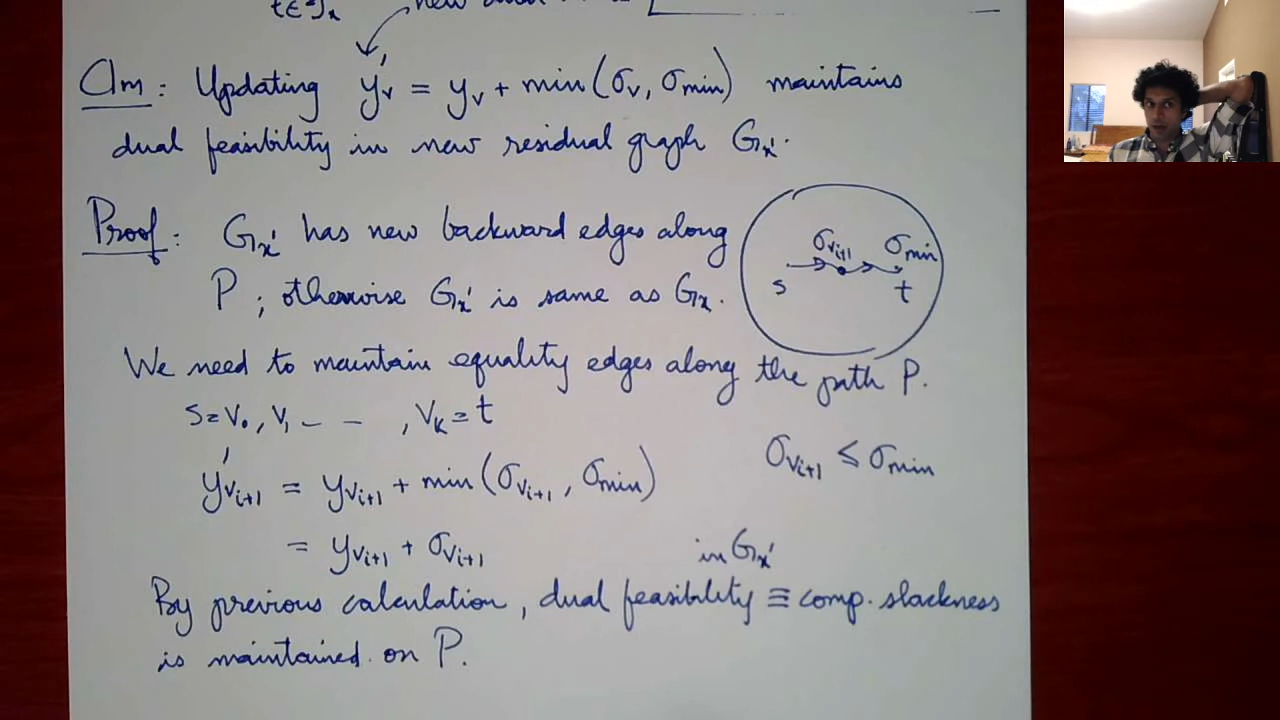 t∈Jₓ
Clm : Updating y'ᵥ = yᵥ + min(σᵥ, σmin) maintains
dual feasibility in new residual graph Gₓ'.
Proof : Gₓ' has new backward edges along
P ; otherwise Gₓ' is same as Gₓ.
σvᵢ₊₁ σmin
s t
We need to maintain equality edges along the path P.
s=v₀, v₁ - - - , vₖ = t
y'vᵢ₊₁ = yvᵢ₊₁ + min(σvᵢ₊₁, σmin)
σvᵢ₊₁ ≤ σmin
= yvᵢ₊₁ + σvᵢ₊₁
in Gₓ'
By previous calculation, dual feasibility ≡ comp. slackness
is maintained on P.